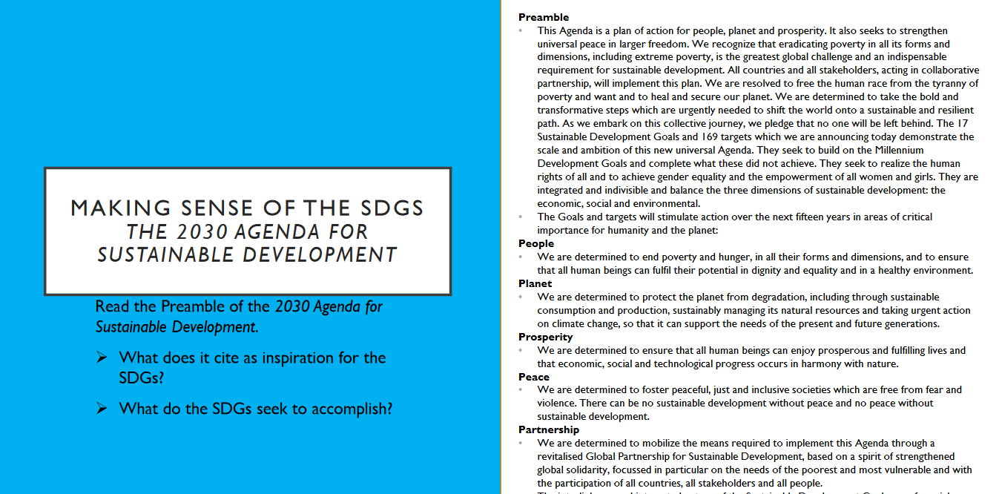 MAKING SENSE OF THE SDGS
THE 2030 AGENDA FOR
SUSTAINABLE DEVELOPMENT
Read the Preamble of the 2030 Agenda for
Sustainable Development.
➢ What does it cite as inspiration for the
SDGs?
➢ What do the SDGs seek to accomplish?
Preamble
• This Agenda is a plan of action for people, planet and prosperity. It also seeks to strengthen
universal peace in larger freedom. We recognize that eradicating poverty in all its forms and
dimensions, including extreme poverty, is the greatest global challenge and an indispensable
requirement for sustainable development. All countries and all stakeholders, acting in collaborative
partnership, will implement this plan. We are resolved to free the human race from the tyranny of
poverty and want and to heal and secure our planet. We are determined to take the bold and
transformative steps which are urgently needed to shift the world onto a sustainable and resilient
path. As we embark on this collective journey, we pledge that no one will be left behind. The 17
Sustainable Development Goals and 169 targets which we are announcing today demonstrate the
scale and ambition of this new universal Agenda. They seek to build on the Millennium
Development Goals and complete what these did not achieve. They seek to realize the human
rights of all and to achieve gender equality and the empowerment of all women and girls. They are
integrated and indivisible and balance the three dimensions of sustainable development: the
economic, social and environmental.
• The Goals and targets will stimulate action over the next fifteen years in areas of critical
importance for humanity and the planet:
People
• We are determined to end poverty and hunger, in all their forms and dimensions, and to ensure
that all human beings can fulfil their potential in dignity and equality and in a healthy environment.
Planet
• We are determined to protect the planet from degradation, including through sustainable
consumption and production, sustainably managing its natural resources and taking urgent action
on climate change, so that it can support the needs of the present and future generations.
Prosperity
• We are determined to ensure that all human beings can enjoy prosperous and fulfilling lives and
that economic, social and technological progress occurs in harmony with nature.
Peace
• We are determined to foster peaceful, just and inclusive societies which are free from fear and
violence. There can be no sustainable development without peace and no peace without
sustainable development.
Partnership
• We are determined to mobilize the means required to implement this Agenda through a
revitalised Global Partnership for Sustainable Development, based on a spirit of strengthened
global solidarity, focussed in particular on the needs of the poorest and most vulnerable and with
the participation of all countries, all stakeholders and all people.